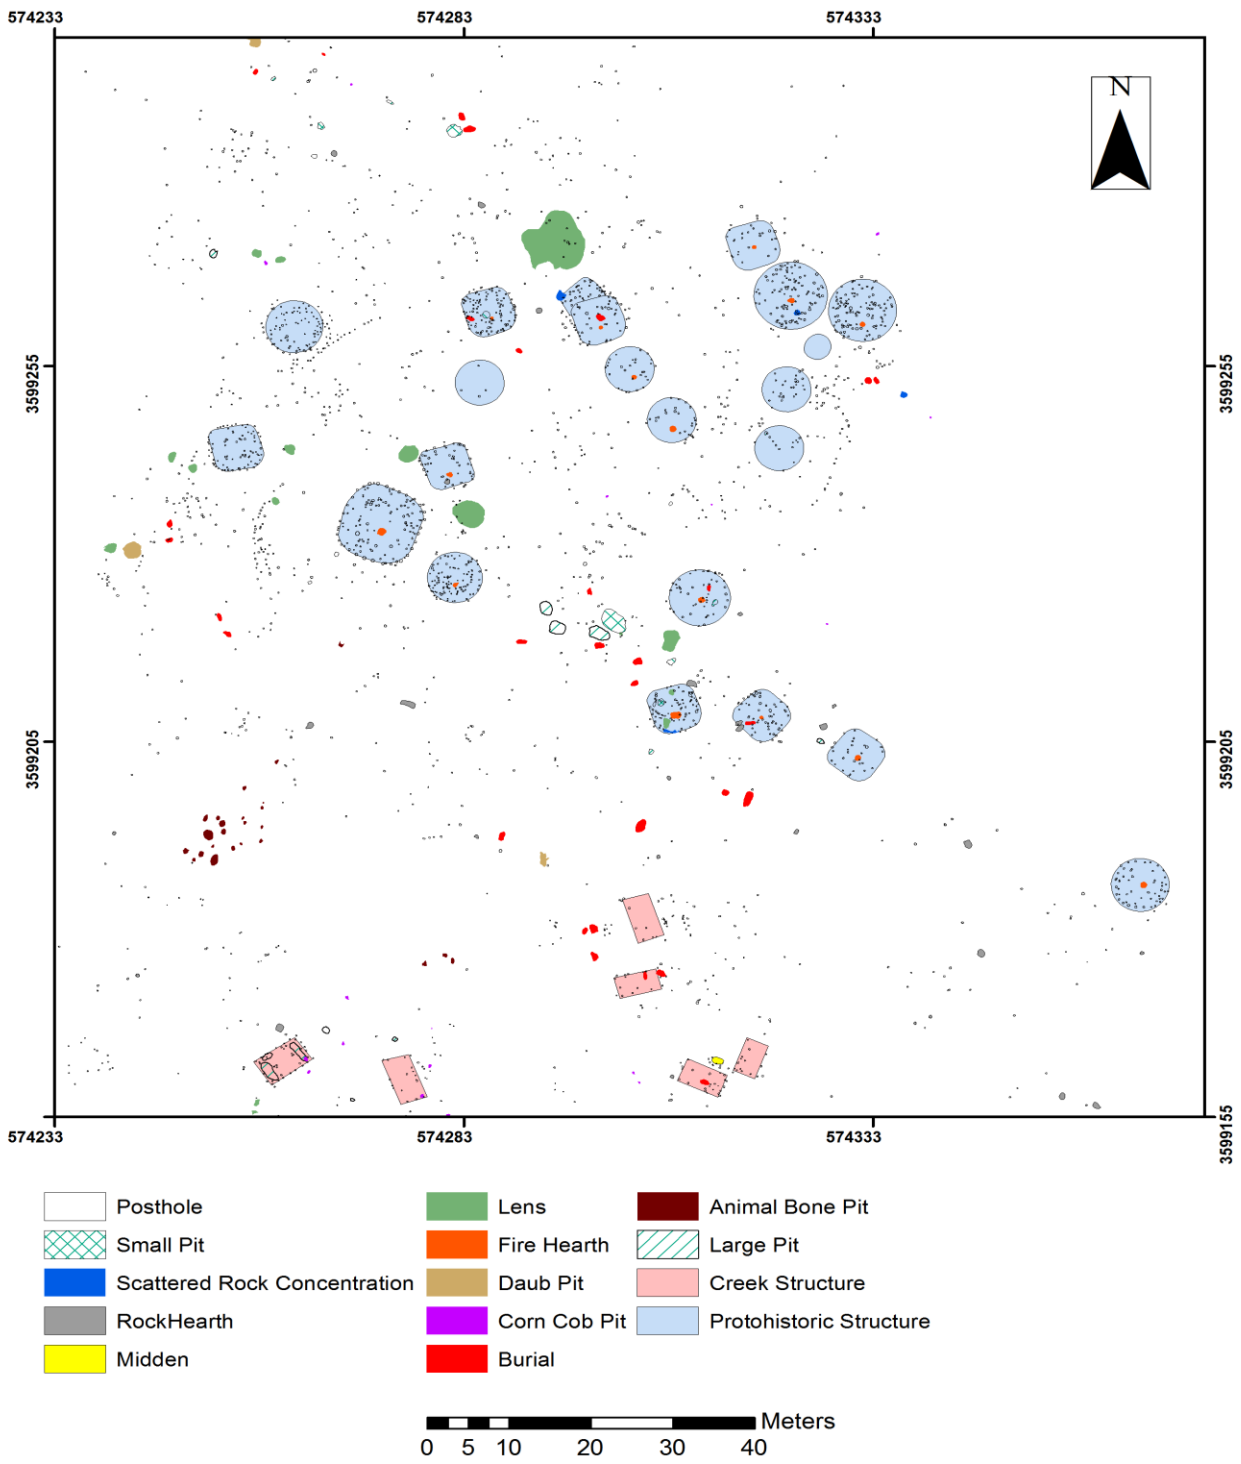 574233 574283 574333
N
3599255 3599255
3599205 3599205
3599155
574233 574283 574333
Posthole Lens Animal Bone Pit
Small Pit Fire Hearth Large Pit
Scattered Rock Concentration Daub Pit Creek Structure
RockHearth Corn Cob Pit Protohistoric Structure
Midden Burial
Meters
0 5 10 20 30 40